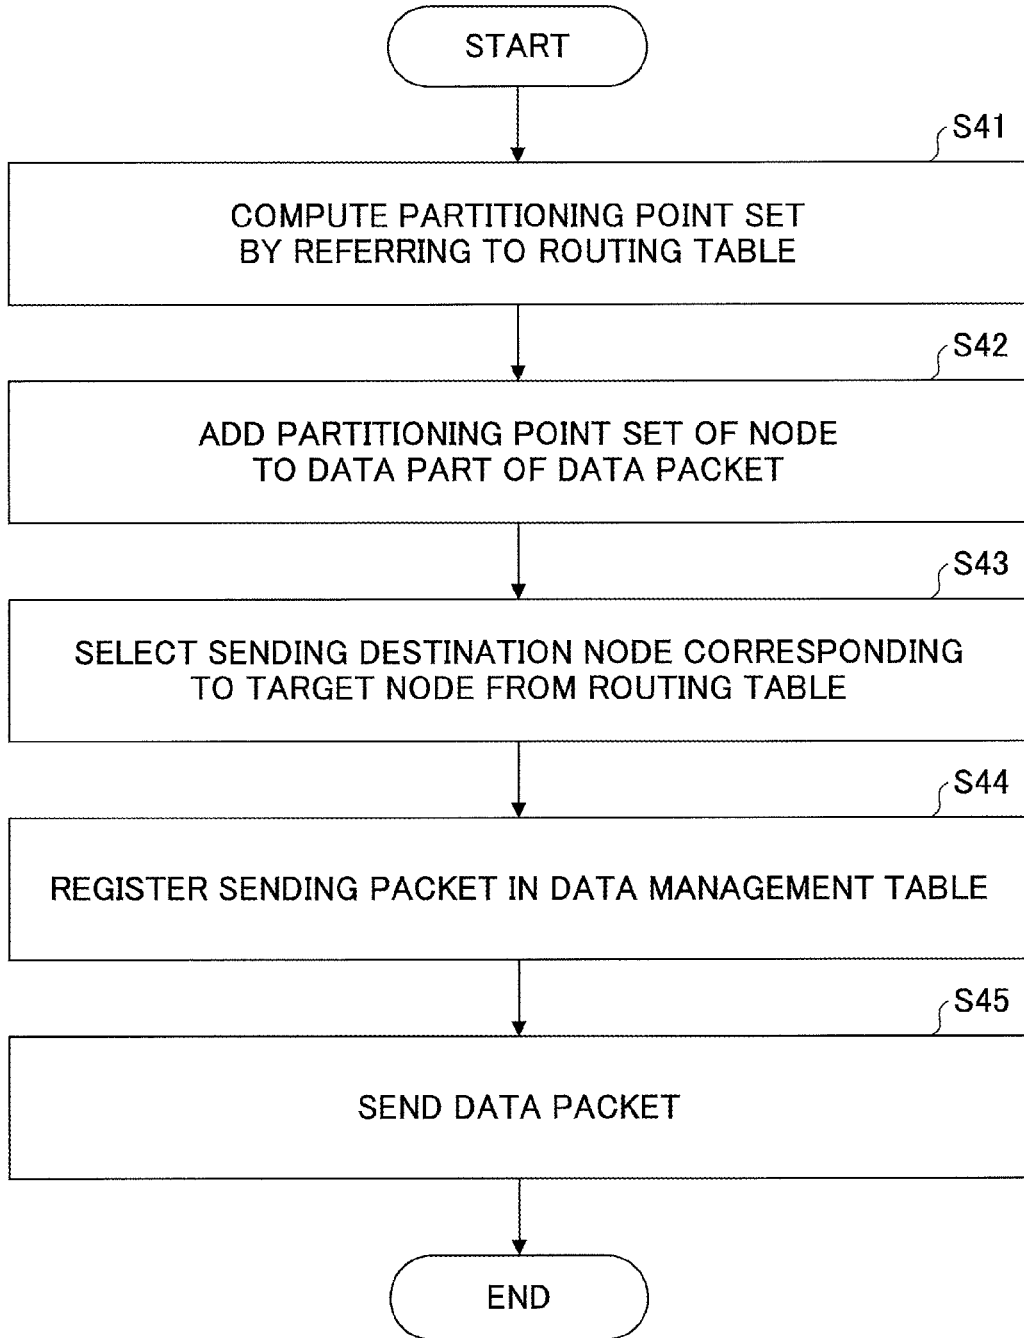 START
S41
COMPUTE PARTITIONING POINT SET
BY REFERRING TO ROUTING TABLE
S42
ADD PARTITIONING POINT SET OF NODE
TO DATA PART OF DATA PACKET
S43
SELECT SENDING DESTINATION NODE CORRESPONDING
TO TARGET NODE FROM ROUTING TABLE
S44
REGISTER SENDING PACKET IN DATA MANAGEMENT TABLE
S45
SEND DATA PACKET
END